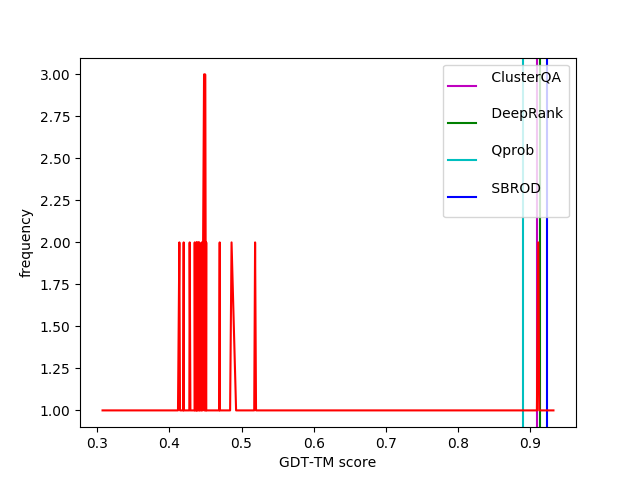 3.00
2.75
2.50
2.25
2.00
1.75
1.50
1.25
1.00
frequency
0.3 0.4 0.5 0.6 0.7 0.8 0.9
GDT-TM score
ClusterQA
DeepRank
Qprob
SBROD